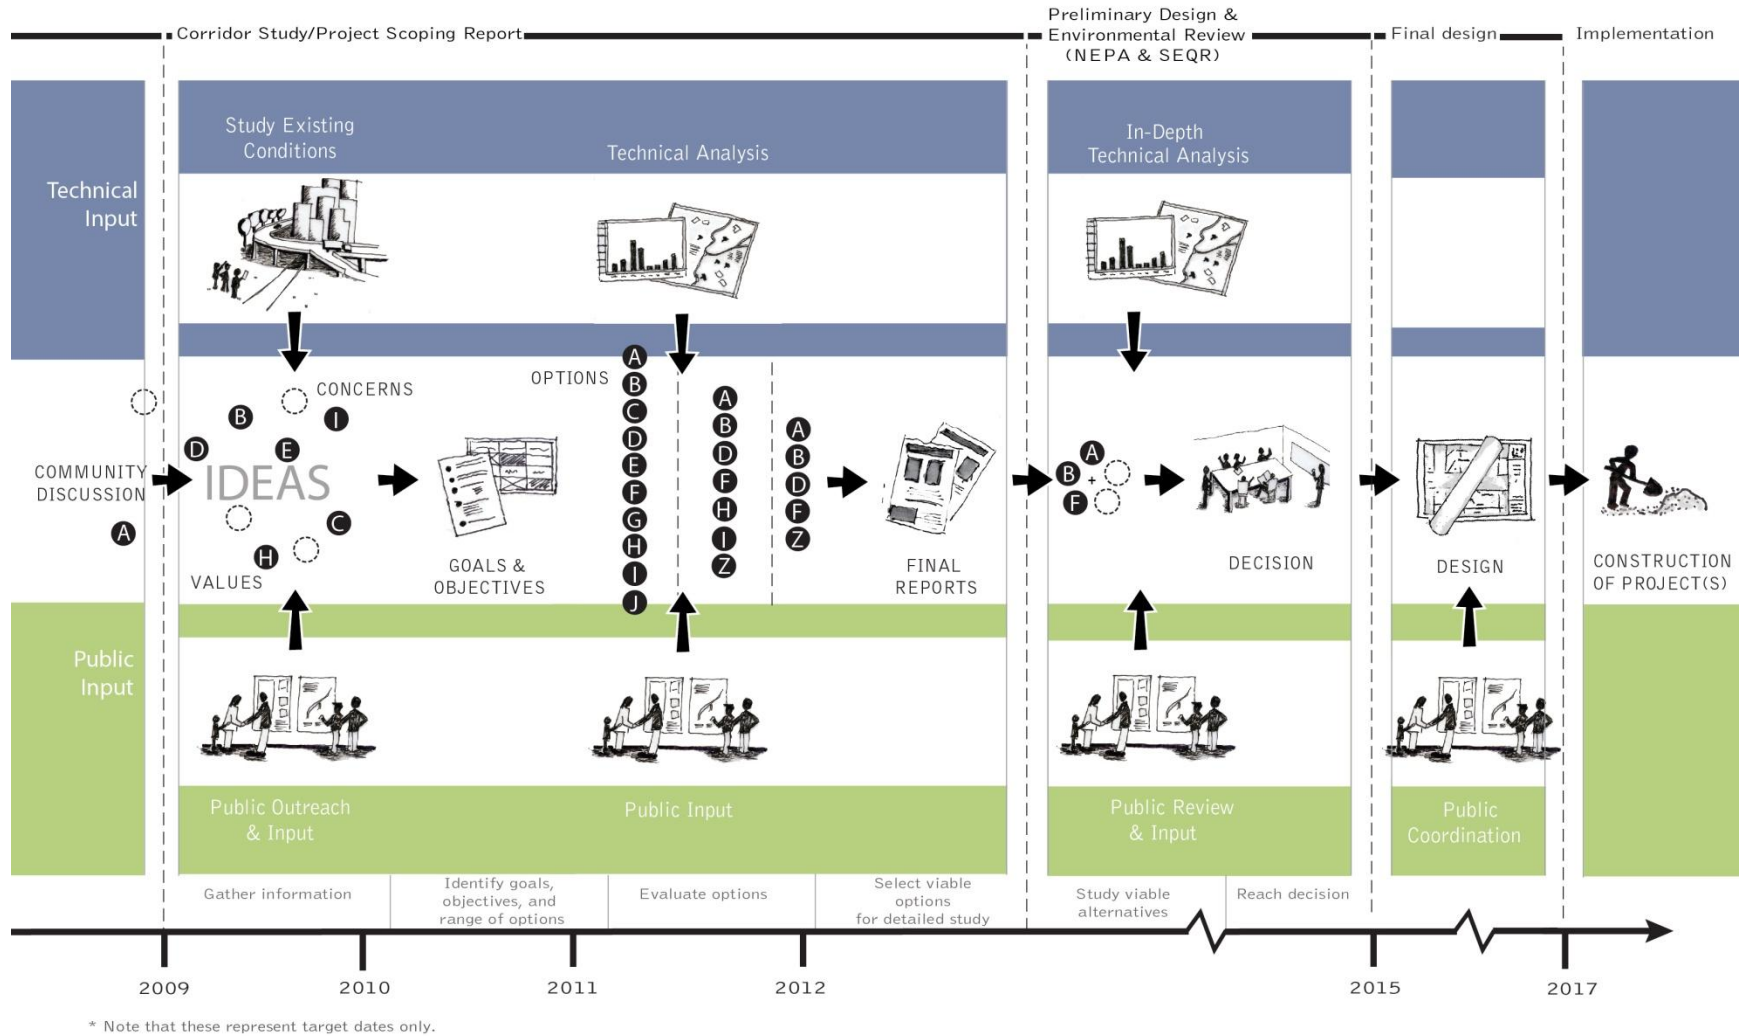 Corridor Study/Project Scoping Report
Preliminary Design &
Environmental Review
(NEPA & SEQR)
Final design
Implementation
Technical
Input
Study Existing
Conditions
Technical Analysis
In-Depth
Technical Analysis
COMMUNITY
DISCUSSION
A
CONCERNS
B
I
D
E
IDEAS
C
H
VALUES
GOALS &
OBJECTIVES
OPTIONS
A
B
C
D
E
F
G
H
I
J
A
B
D
F
H
I
Z
A
B
D
F
Z
FINAL
REPORTS
A
B
+
F
DECISION
DESIGN
CONSTRUCTION
OF PROJECT(S)
Public
Input
Public Outreach
& Input
Public Input
Public Review
& Input
Public
Coordination
Gather information
Identify goals,
objectives, and
range of options
Evaluate options
Select viable
options
for detailed study
Study viable
alternatives
Reach decision
2009
2010
2011
2012
2015
2017
* Note that these represent target dates only.